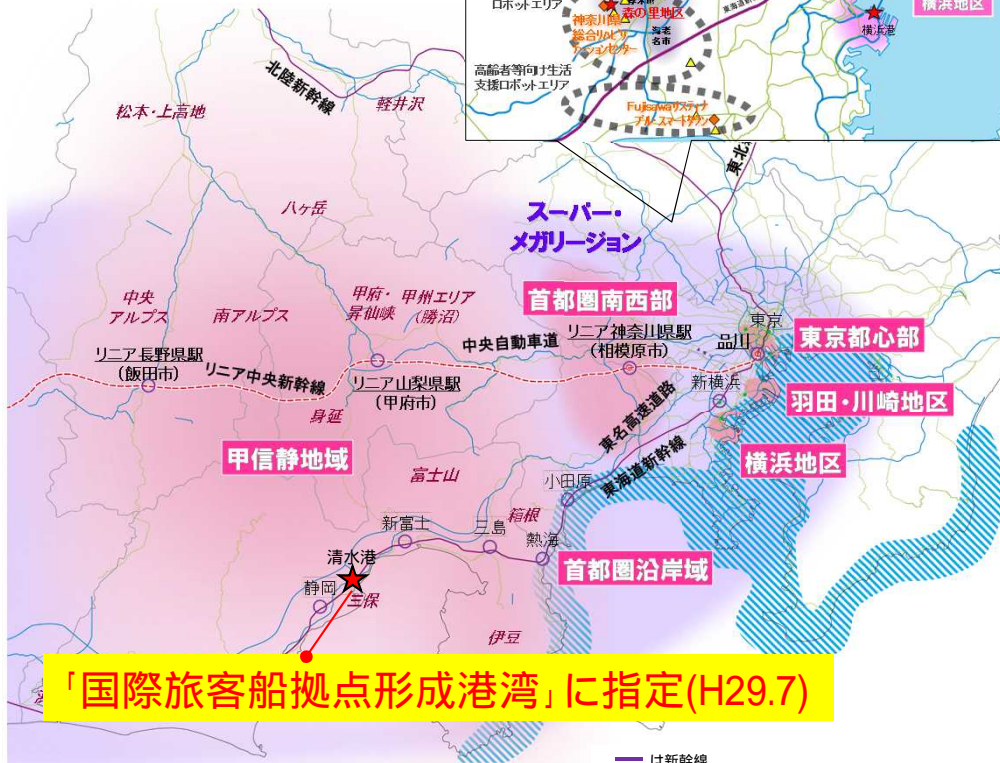 ロボットエリア
森の里地区
神奈川県
総合リハビリ
テーションセンター
海老
名市
高齢者等向け生活
支援ロボットエリア
Fujisawaサスティナ
ブル・スマートタウン
横浜港
横浜地区
北陸新幹線
軽井沢
松本・上高地
八ヶ岳
スーパー・
メガリージョン
中央
アルプス
南アルプス
甲府・
昇仙峡
甲州エリア
(勝沼)
首都圏南西部
東京
東京都心部
中央自動車道
リニア神奈川県駅
(相模原市)
品川
リニア長野県駅
(飯田市)
リニア中央新幹線
リニア山梨県駅
(甲府市)
新横浜
羽田・川崎地区
身延
東名高速道路
甲信静地域
横浜地区
富士山
小田原
東海道新幹線
箱根
新富士
三島
熱海
清水港
首都圏沿岸域
静岡
三保
伊豆
「国際旅客船拠点形成港湾」に指定(H29.7)
は新幹線